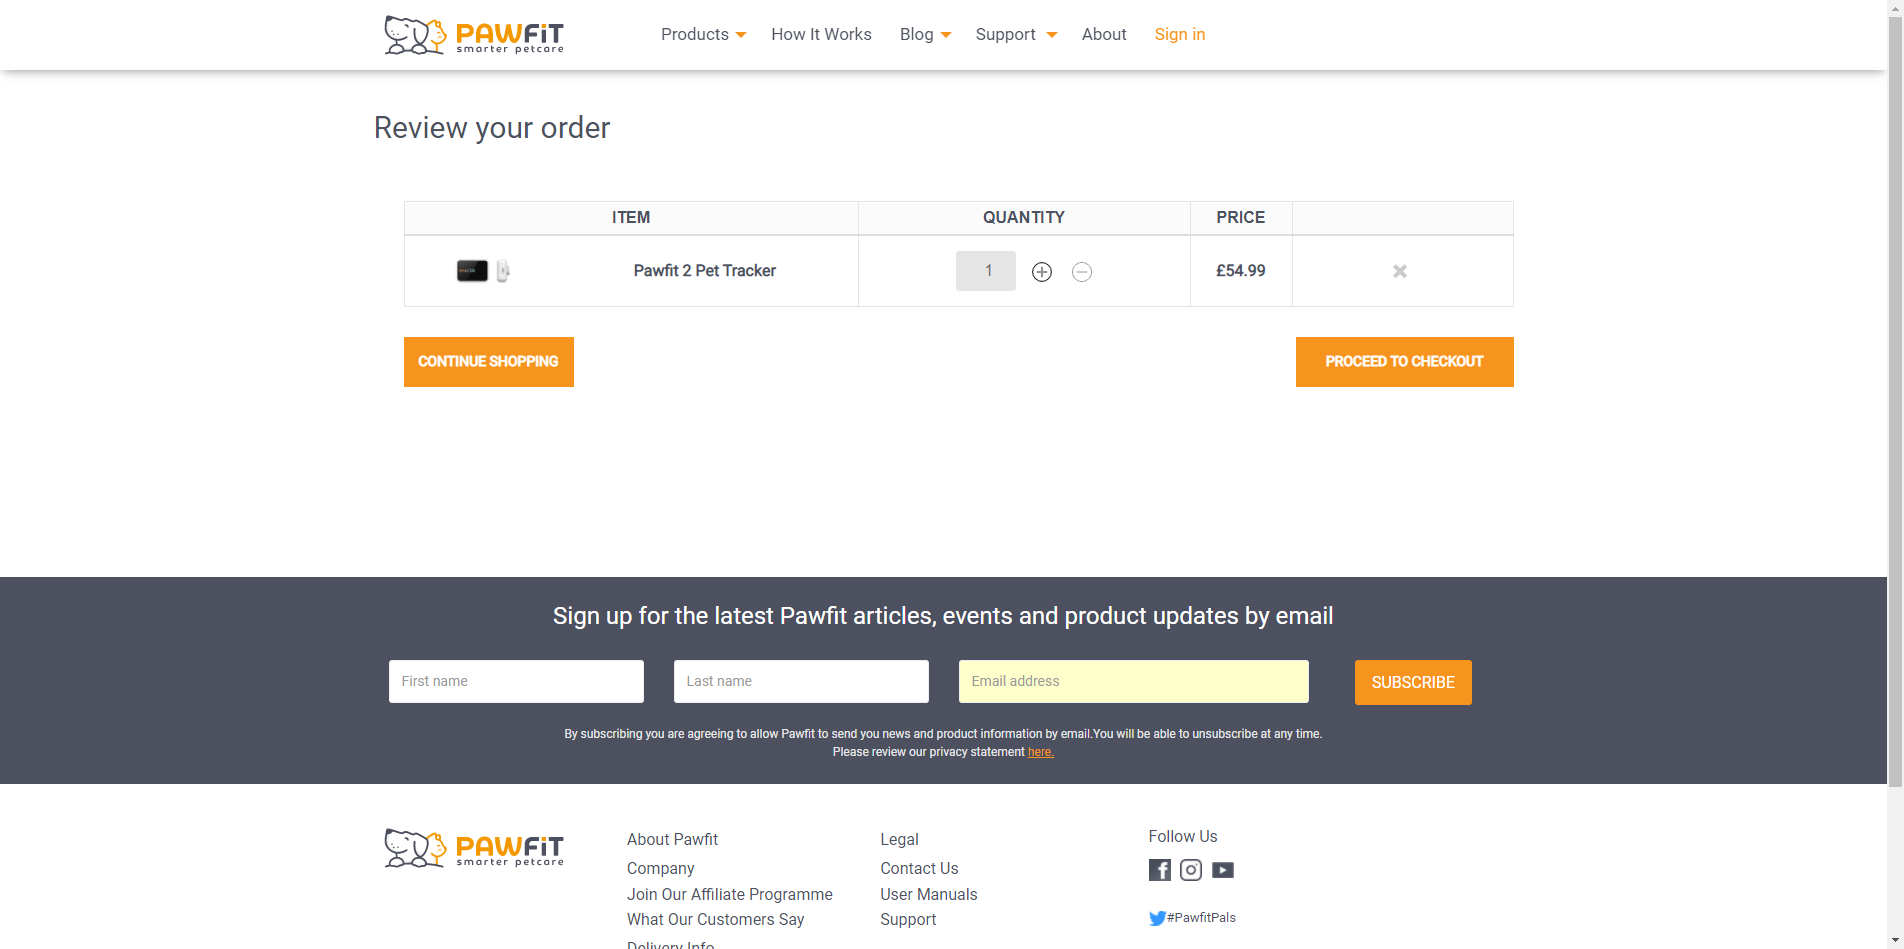 PAWFiT
smarter petcare
Products
How It Works
Blog
Support
About
Sign in
Review your order
ITEM
QUANTITY
PRICE
Pawfit 2 Pet Tracker
1
£54.99
CONTINUE SHOPPING
PROCEED TO CHECKOUT
Sign up for the latest Pawfit articles, events and product updates by email
First name
Last name
Email address
SUBSCRIBE
By subscribing you are agreeing to allow Pawfit to send you news and product information by email.You will be able to unsubscribe at any time.
Please review our privacy statement here.
PAWFiT
smarter petcare
About Pawfit
Company
Join Our Affiliate Programme
What Our Customers Say
Delivery Info
Legal
Contact Us
User Manuals
Support
Follow Us
#PawfitPals